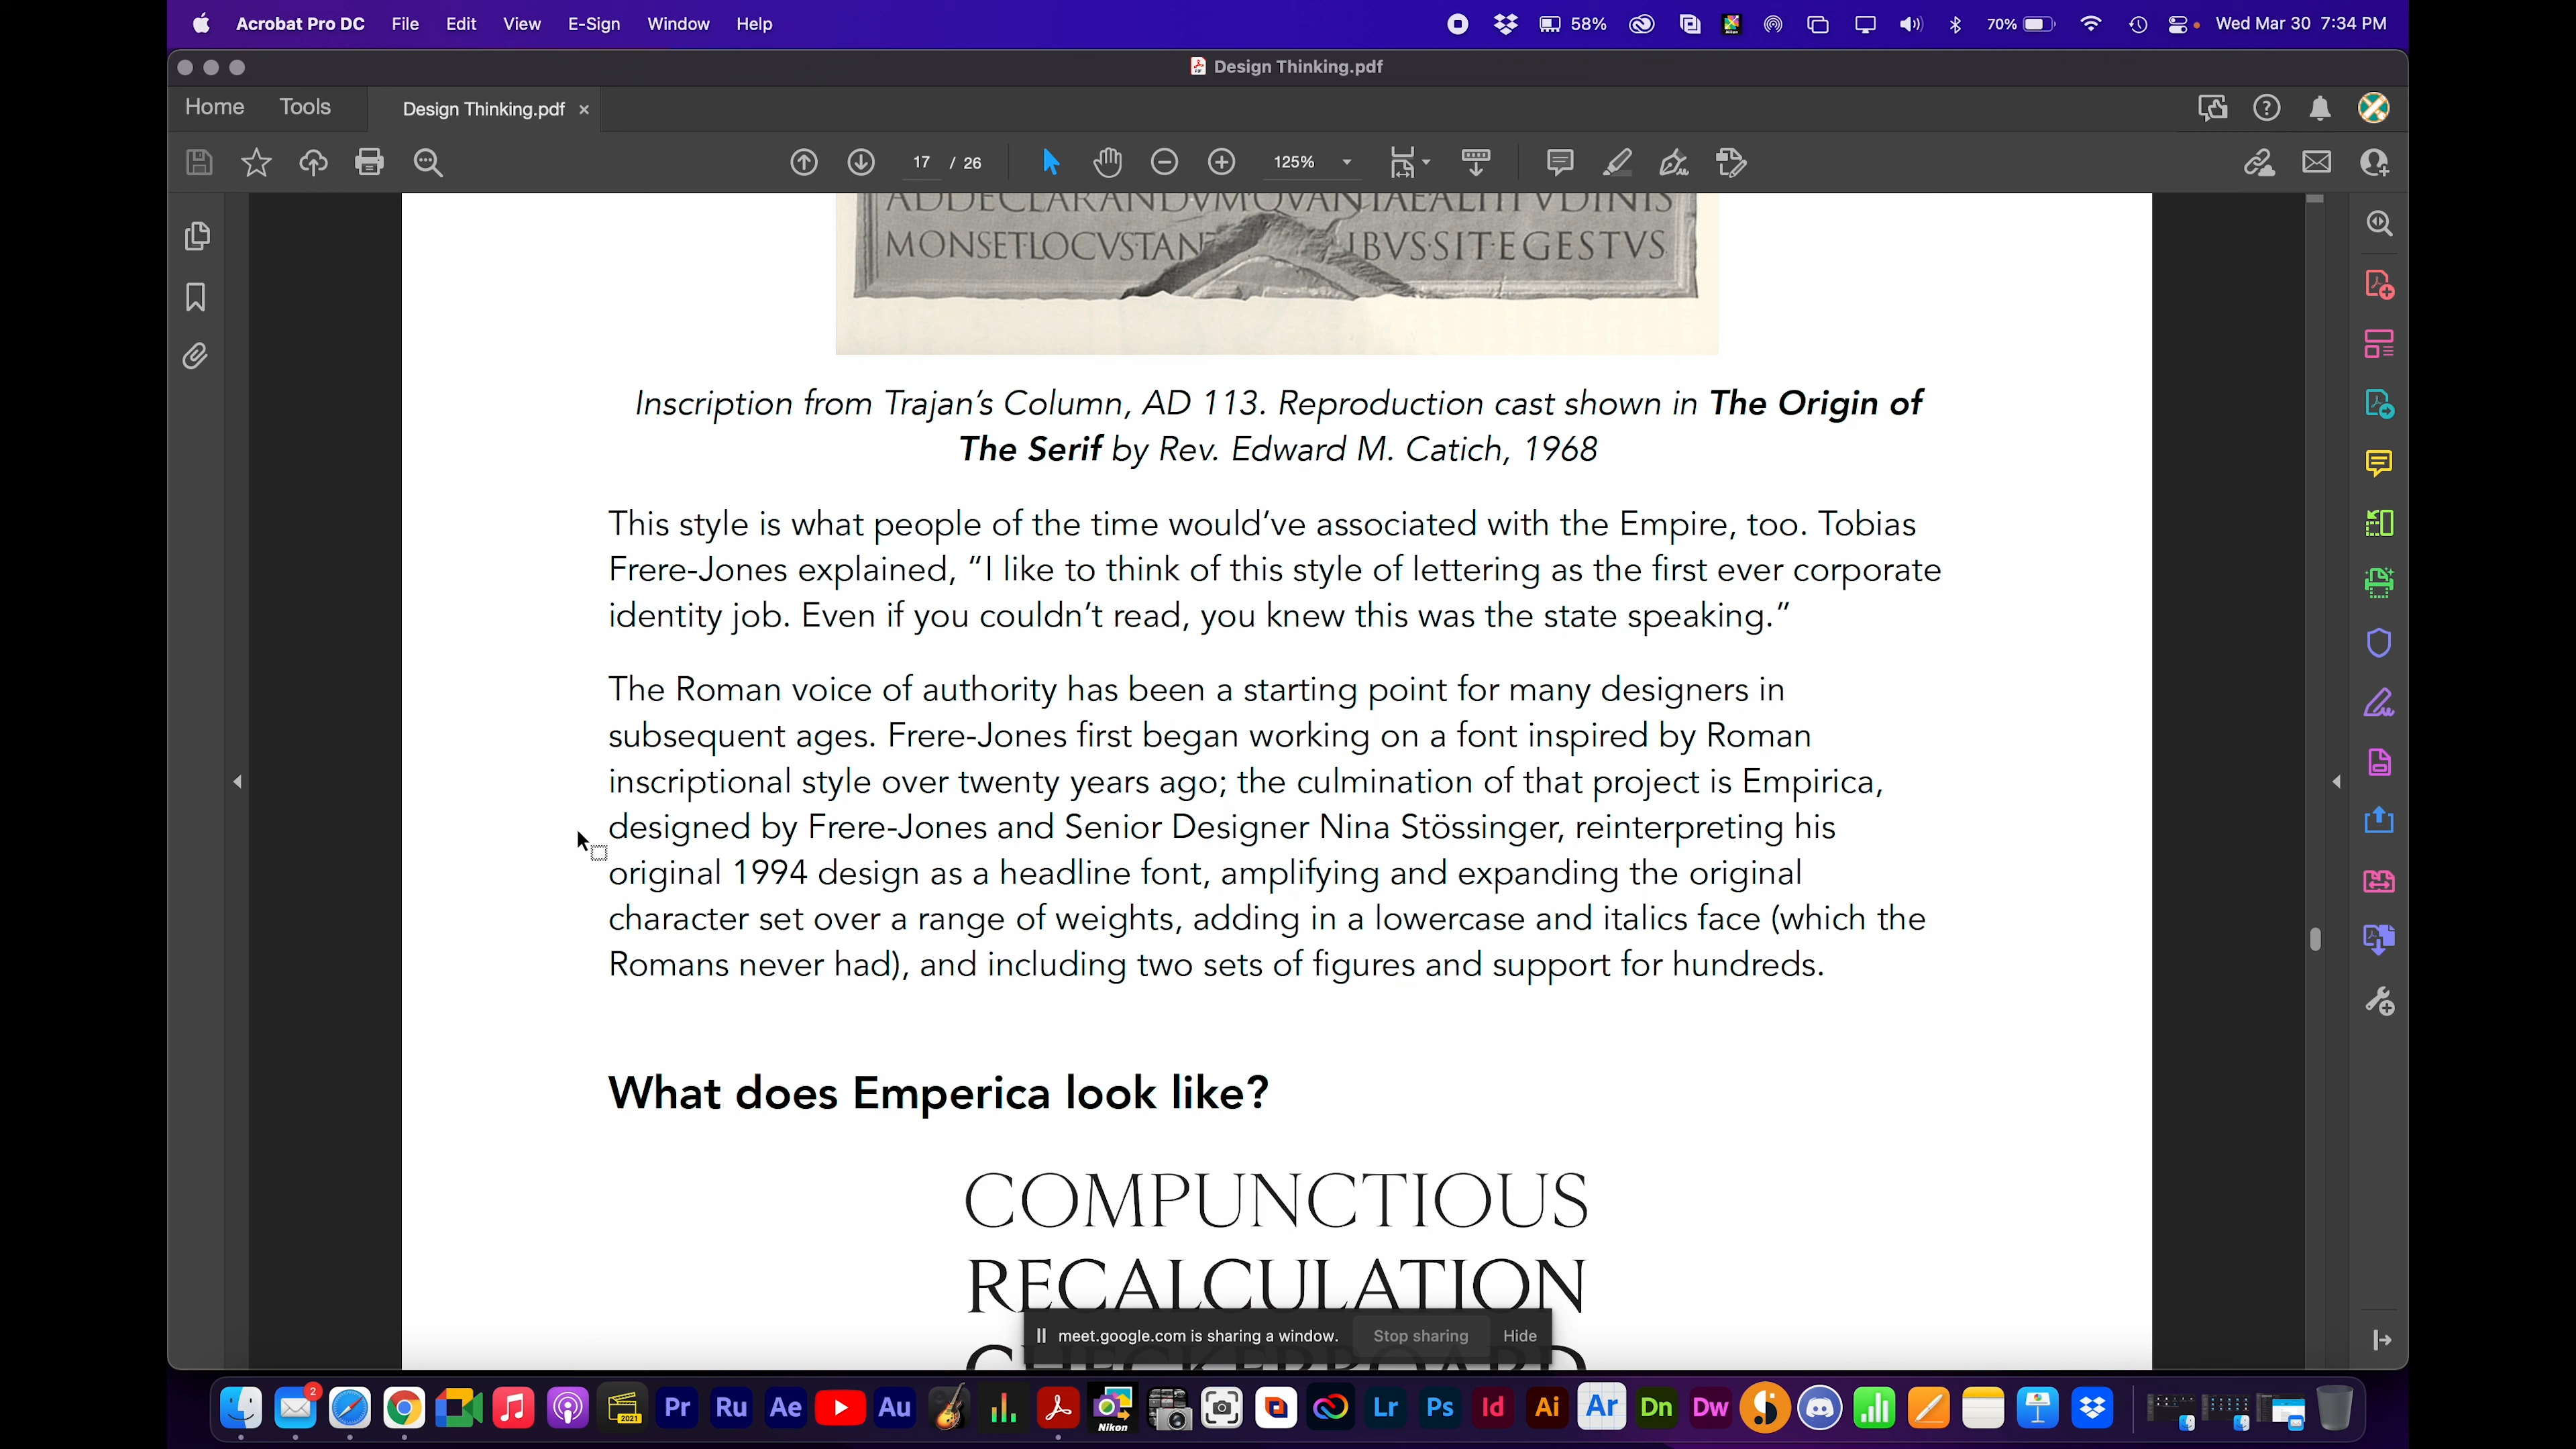 Acrobat Pro DC File Edit View E-Sign Window Help 58% 70% Wed Mar 30 7:34 PM
Design Thinking.pdf
Home Tools Design Thinking.pdf ×
17 / 26 125%
ADDECLARANDVMQVANTAEALTITVDINIS
MONSETLOCVSTAN IBVS·SIT·EGESTVS
Inscription from Trajan's Column, AD 113. Reproduction cast shown in The Origin of
The Serif by Rev. Edward M. Catich, 1968
This style is what people of the time would've associated with the Empire, too. Tobias
Frere-Jones explained, "I like to think of this style of lettering as the first ever corporate
identity job. Even if you couldn't read, you knew this was the state speaking."
The Roman voice of authority has been a starting point for many designers in
subsequent ages. Frere-Jones first began working on a font inspired by Roman
inscriptional style over twenty years ago; the culmination of that project is Empirica,
designed by Frere-Jones and Senior Designer Nina Stössinger, reinterpreting his
original 1994 design as a headline font, amplifying and expanding the original
character set over a range of weights, adding in a lowercase and italics face (which the
Romans never had), and including two sets of figures and support for hundreds.
What does Emperica look like?
COMPUNCTIOUS
RECALCULATION
meet.google.com is sharing a window. Stop sharing Hide
CHECKERBOARD
2 2021 Pr Ru Ae Au Nikon Lr Ps Id Ai Ar Dn Dw